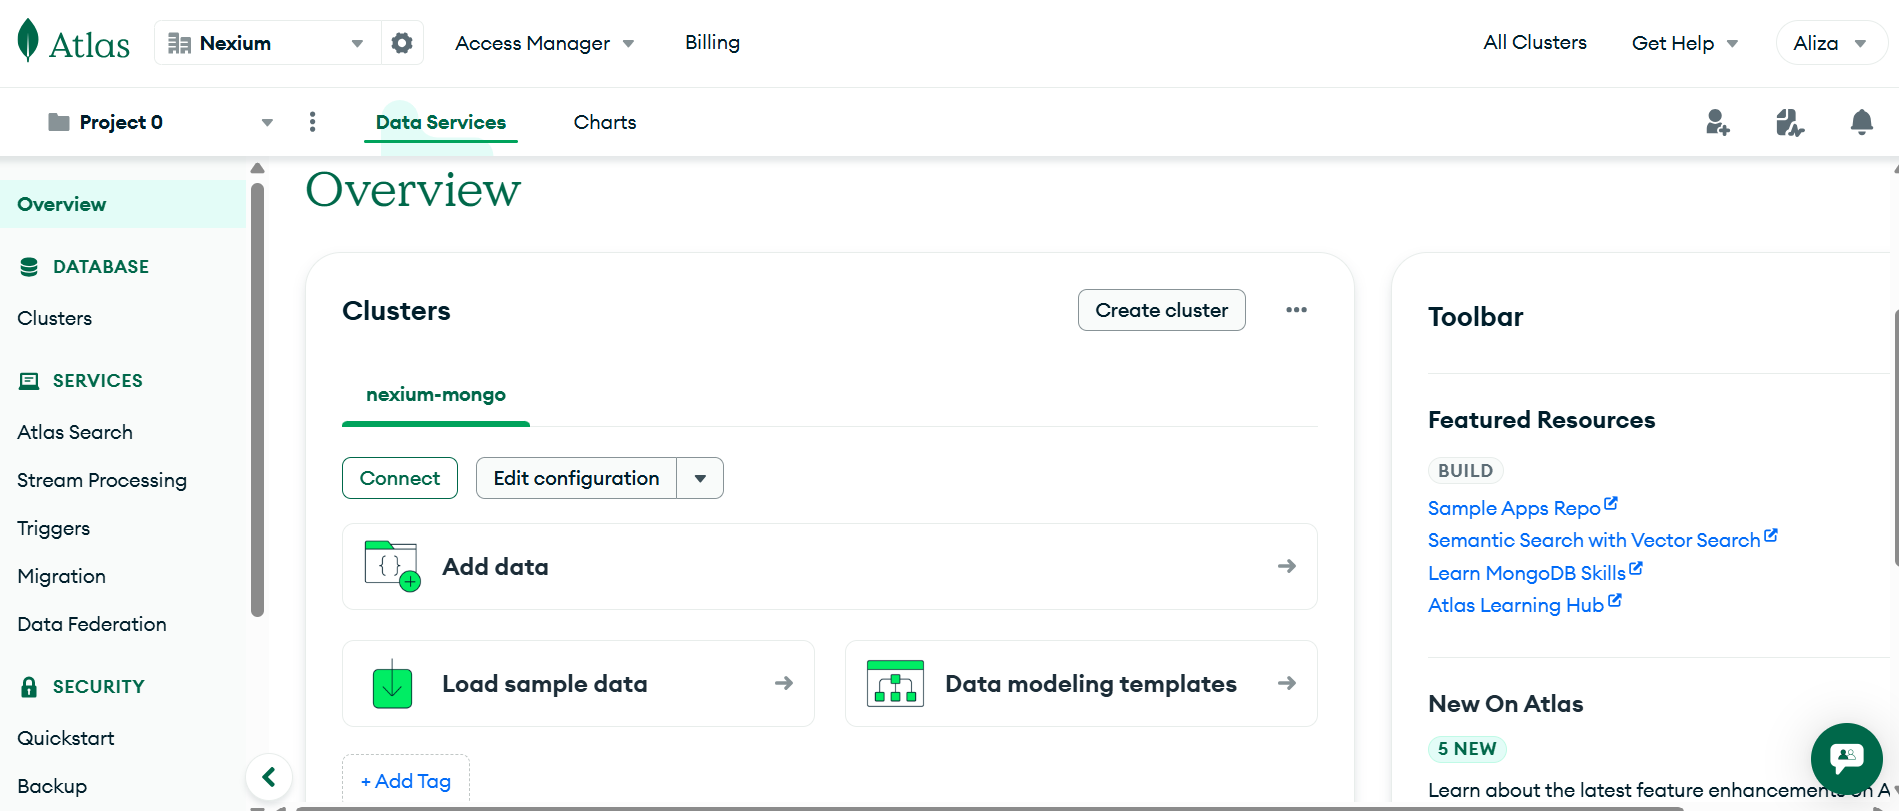 Atlas
Nexium
Access Manager
Billing
All Clusters
Get Help
Aliza
Project 0
Data Services
Charts
Overview
DATABASE
Clusters
SERVICES
Atlas Search
Stream Processing
Triggers
Migration
Data Federation
SECURITY
Quickstart
Backup
Overview
Clusters
Create cluster
nexium-mongo
Connect
Edit configuration
{ }
Add data
Load sample data
Data modeling templates
+ Add Tag
Toolbar
Featured Resources
BUILD
Sample Apps Repo
Semantic Search with Vector Search
Learn MongoDB Skills
Atlas Learning Hub
New On Atlas
5 NEW
Learn about the latest feature enhancements on A